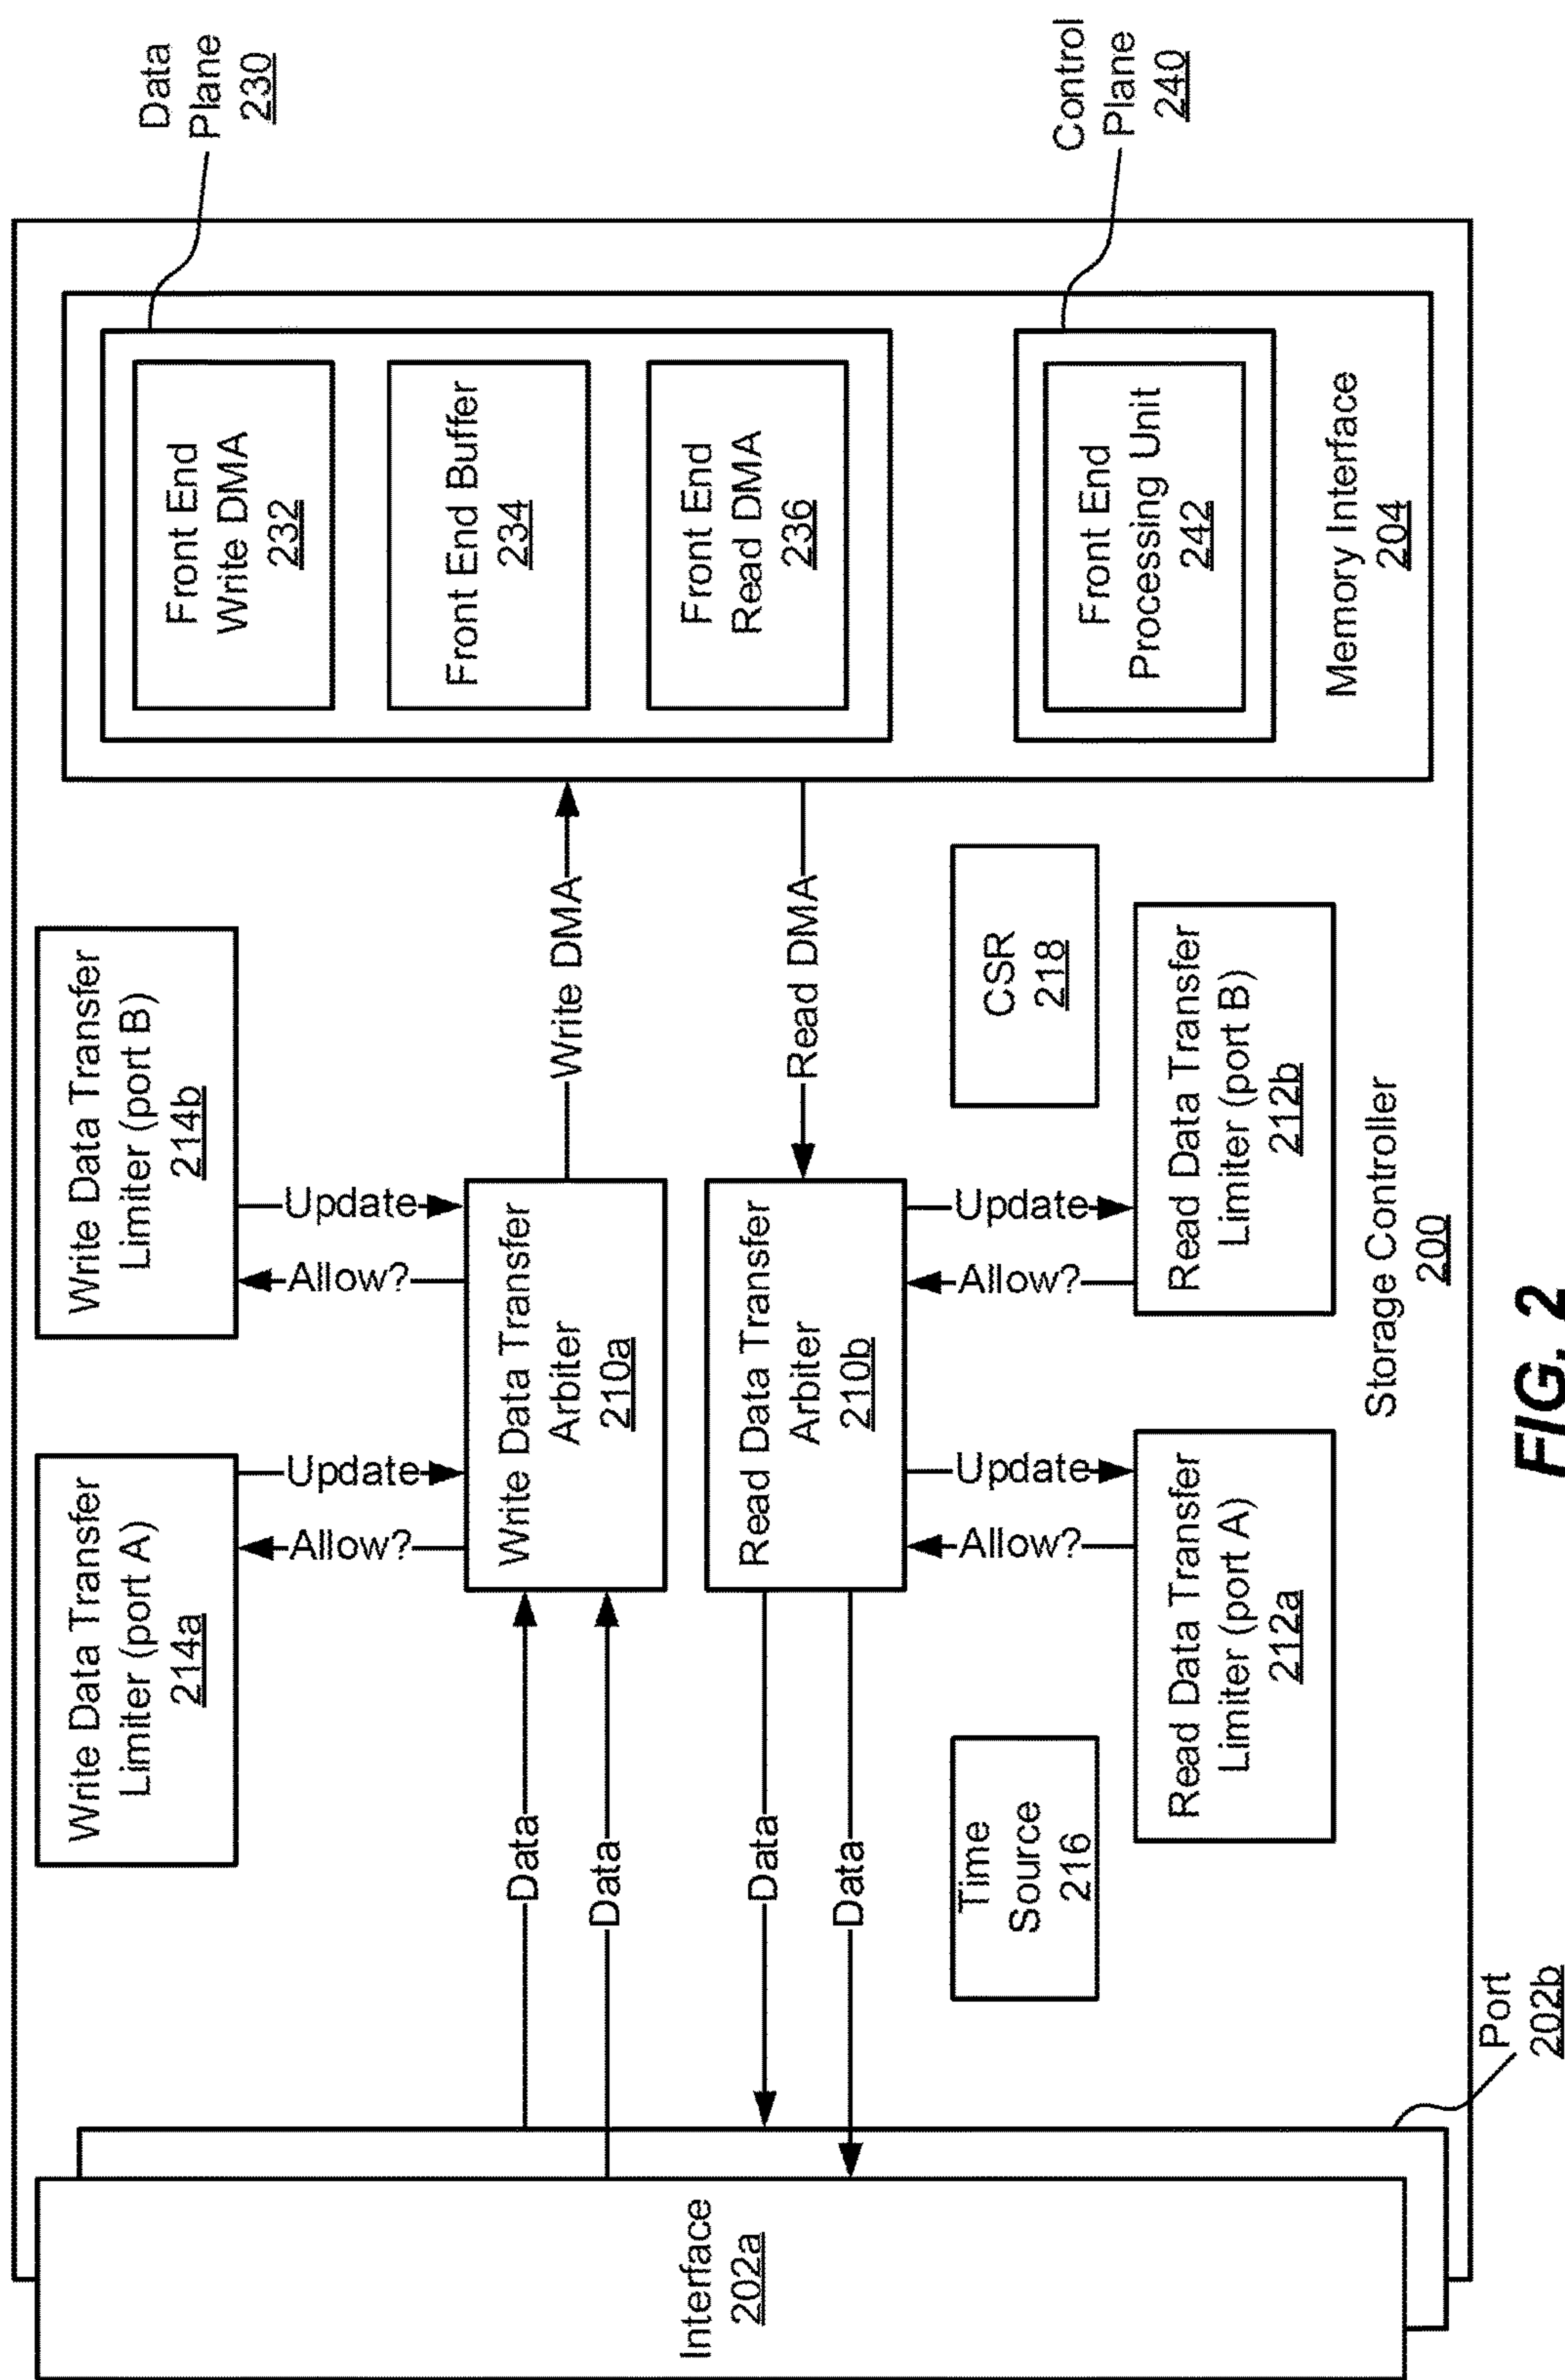 Write Data Transfer
Limiter (port A)
214a
Write Data Transfer
Limiter (port B)
214b
Data
Plane
230
Allow?
Update
Allow?
Update
Front End
Write DMA
232
Front End Buffer
234
Front End
Read DMA
236
Data
Data
Write Data Transfer
Arbiter
210a
Write DMA
Interface
202a
Data
Data
Read Data Transfer
Arbiter
210b
Read DMA
Allow?
Update
Allow?
Update
Time
Source
216
CSR
218
Control
Plane
240
Front End
Processing Unit
242
Memory Interface
204
Read Data Transfer
Limiter (port A)
212a
Read Data Transfer
Limiter (port B)
212b
Storage Controller
200
Port
202b
FIG. 2